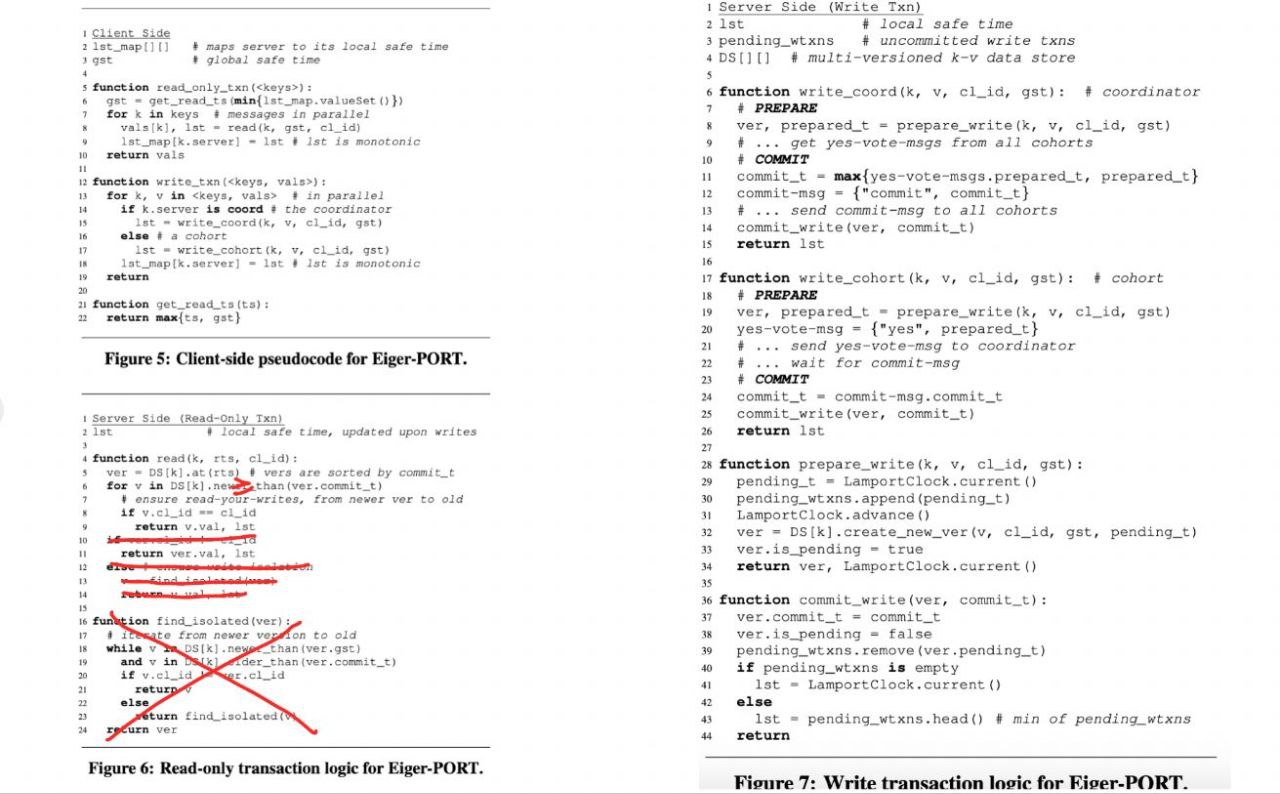 1 Client Side
2 lst_map[][] # maps server to its local safe time
3 gst # global safe time
4
5 function read_only_txn(<keys>):
6 gst = get_read_ts(min{lst_map.valueSet()})
7 for k in keys # messages in parallel
8 vals[k], lst = read(k, gst, cl_id)
9 lst_map[k.server] = lst # lst is monotonic
10 return vals
11
12 function write_txn(<keys, vals>):
13 for k, v in <keys, vals> # in parallel
14 if k.server is coord # the coordinator
15 lst = write_coord(k, v, cl_id, gst)
16 else # a cohort
17 lst = write_cohort(k, v, cl_id, gst)
18 lst_map[k.server] = lst # lst is monotonic
19 return
20
21 function get_read_ts(ts):
22 return max{ts, gst}
Figure 5: Client-side pseudocode for Eiger-PORT.
1 Server Side (Read-Only Txn)
2 lst # local safe time, updated upon writes
3
4 function read(k, rts, cl_id):
5 ver = DS[k].at(rts) # vers are sorted by commit_t
6 for v in DS[k].newer_than(ver.commit_t)
7 # ensure read-your-writes, from newer ver to old
8 if v.cl_id == cl_id
9 return v.val, lst
10 if cl_id
11 return ver.val, lst
12 else # ensure write isolation
13 v = find_isolated(ver)
14 return v.val, lst
15
16 function find_isolated(ver):
17 # iterate from newer version to old
18 while v in DS[k].newer_than(ver.gst)
19 and v in DS[k].older_than(ver.commit_t)
20 if v.cl_id != ver.cl_id
21 return v
22 else
23 return find_isolated(v)
24 return ver
Figure 6: Read-only transaction logic for Eiger-PORT.
1 Server Side (Write Txn)
2 lst # local safe time
3 pending_wtxns # uncommitted write txns
4 DS[][] # multi-versioned k-v data store
5
6 function write_coord(k, v, cl_id, gst): # coordinator
7 # PREPARE
8 ver, prepared_t = prepare_write(k, v, cl_id, gst)
9 # ... get yes-vote-msgs from all cohorts
10 # COMMIT
11 commit_t = max{yes-vote-msgs.prepared_t, prepared_t}
12 commit-msg = {"commit", commit_t}
13 # ... send commit-msg to all cohorts
14 commit_write(ver, commit_t)
15 return lst
16
17 function write_cohort(k, v, cl_id, gst): # cohort
18 # PREPARE
19 ver, prepared_t = prepare_write(k, v, cl_id, gst)
20 yes-vote-msg = {"yes", prepared_t}
21 # ... send yes-vote-msg to coordinator
22 # ... wait for commit-msg
23 # COMMIT
24 commit_t = commit-msg.commit_t
25 commit_write(ver, commit_t)
26 return lst
27
28 function prepare_write(k, v, cl_id, gst):
29 pending_t = LamportClock.current()
30 pending_wtxns.append(pending_t)
31 LamportClock.advance()
32 ver = DS[k].create_new_ver(v, cl_id, gst, pending_t)
33 ver.is_pending = true
34 return ver, LamportClock.current()
35
36 function commit_write(ver, commit_t):
37 ver.commit_t = commit_t
38 ver.is_pending = false
39 pending_wtxns.remove(ver.pending_t)
40 if pending_wtxns is empty
41 lst = LamportClock.current()
42 else
43 lst = pending_wtxns.head() # min of pending_wtxns
44 return
Figure 7: Write transaction logic for Eiger-PORT.